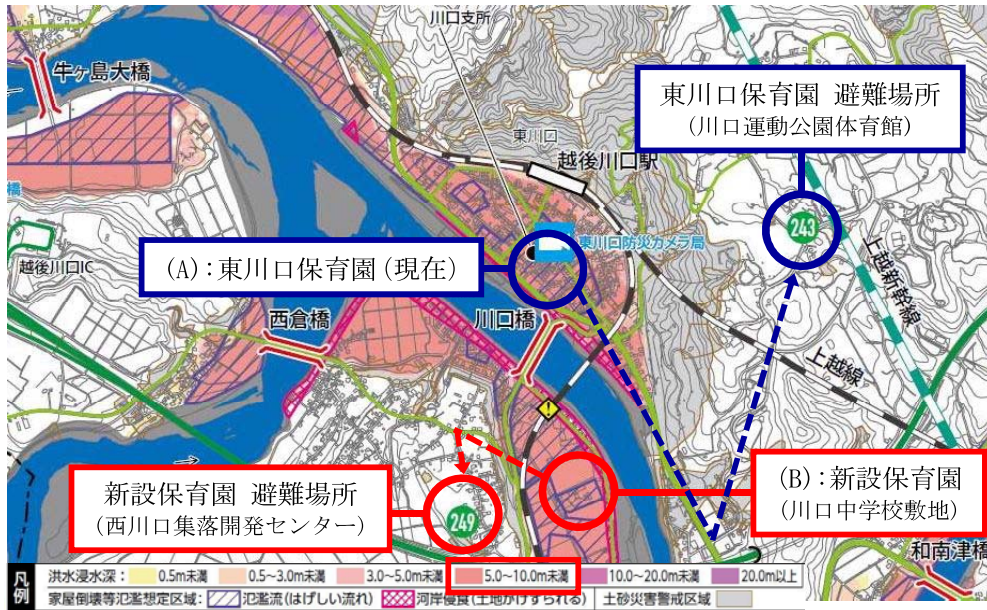 川口支所
牛ヶ島大橋
東川口保育園 避難場所
(川口運動公園体育館)
東川口
越後川口駅
橋
243
東川口防災カメラ局
(A):東川口保育園(現在)
越後川口IC
上越新幹線
西倉橋
川口橋
上越線
!
新設保育園 避難場所
(西川口集落開発センター)
249
(B):新設保育園
(川口中学校敷地)
和南津橋
凡例
洪水浸水深: 0.5m未満 0.5~3.0m未満 3.0~5.0m未満 5.0~10.0m未満 10.0~20.0m未満 20.0m以上
家屋倒壊等氾濫想定区域: 氾濫流(はげしい流れ) 河岸侵食(土地がけずられる) 土砂災害警戒区域